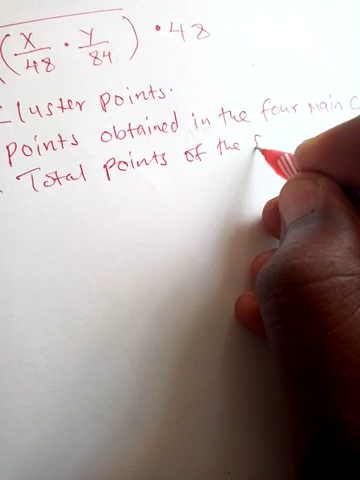 (x/48 · y/84) · 48
Cluster points.
points obtained in the four main
Total points of the